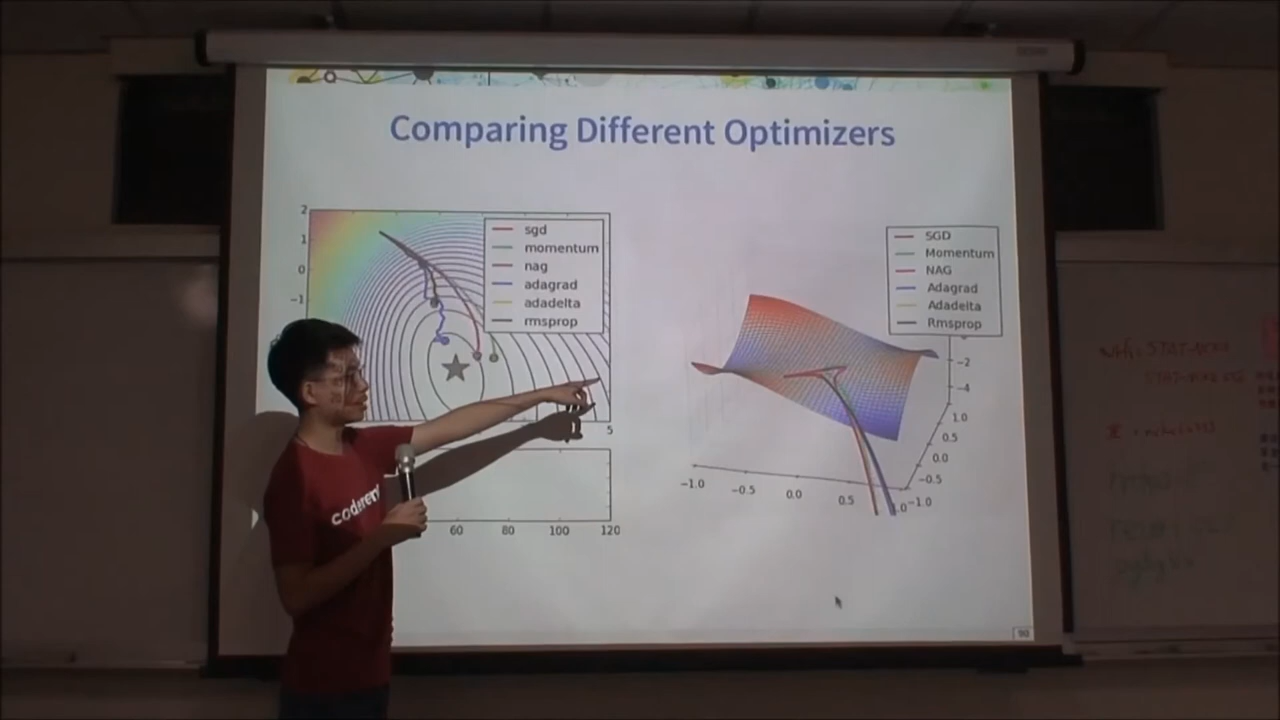 Comparing Different Optimizers
2
1
0
−1
sgd
momentum
nag
adagrad
adadelta
rmsprop
5
60
80
100
120
SGD
Momentum
NAG
Adagrad
Adadelta
Rmsprop
−2
−4
1.0
0.5
0.0
−0.5
−1.0
−1.0
−0.5
0.0
0.5
90